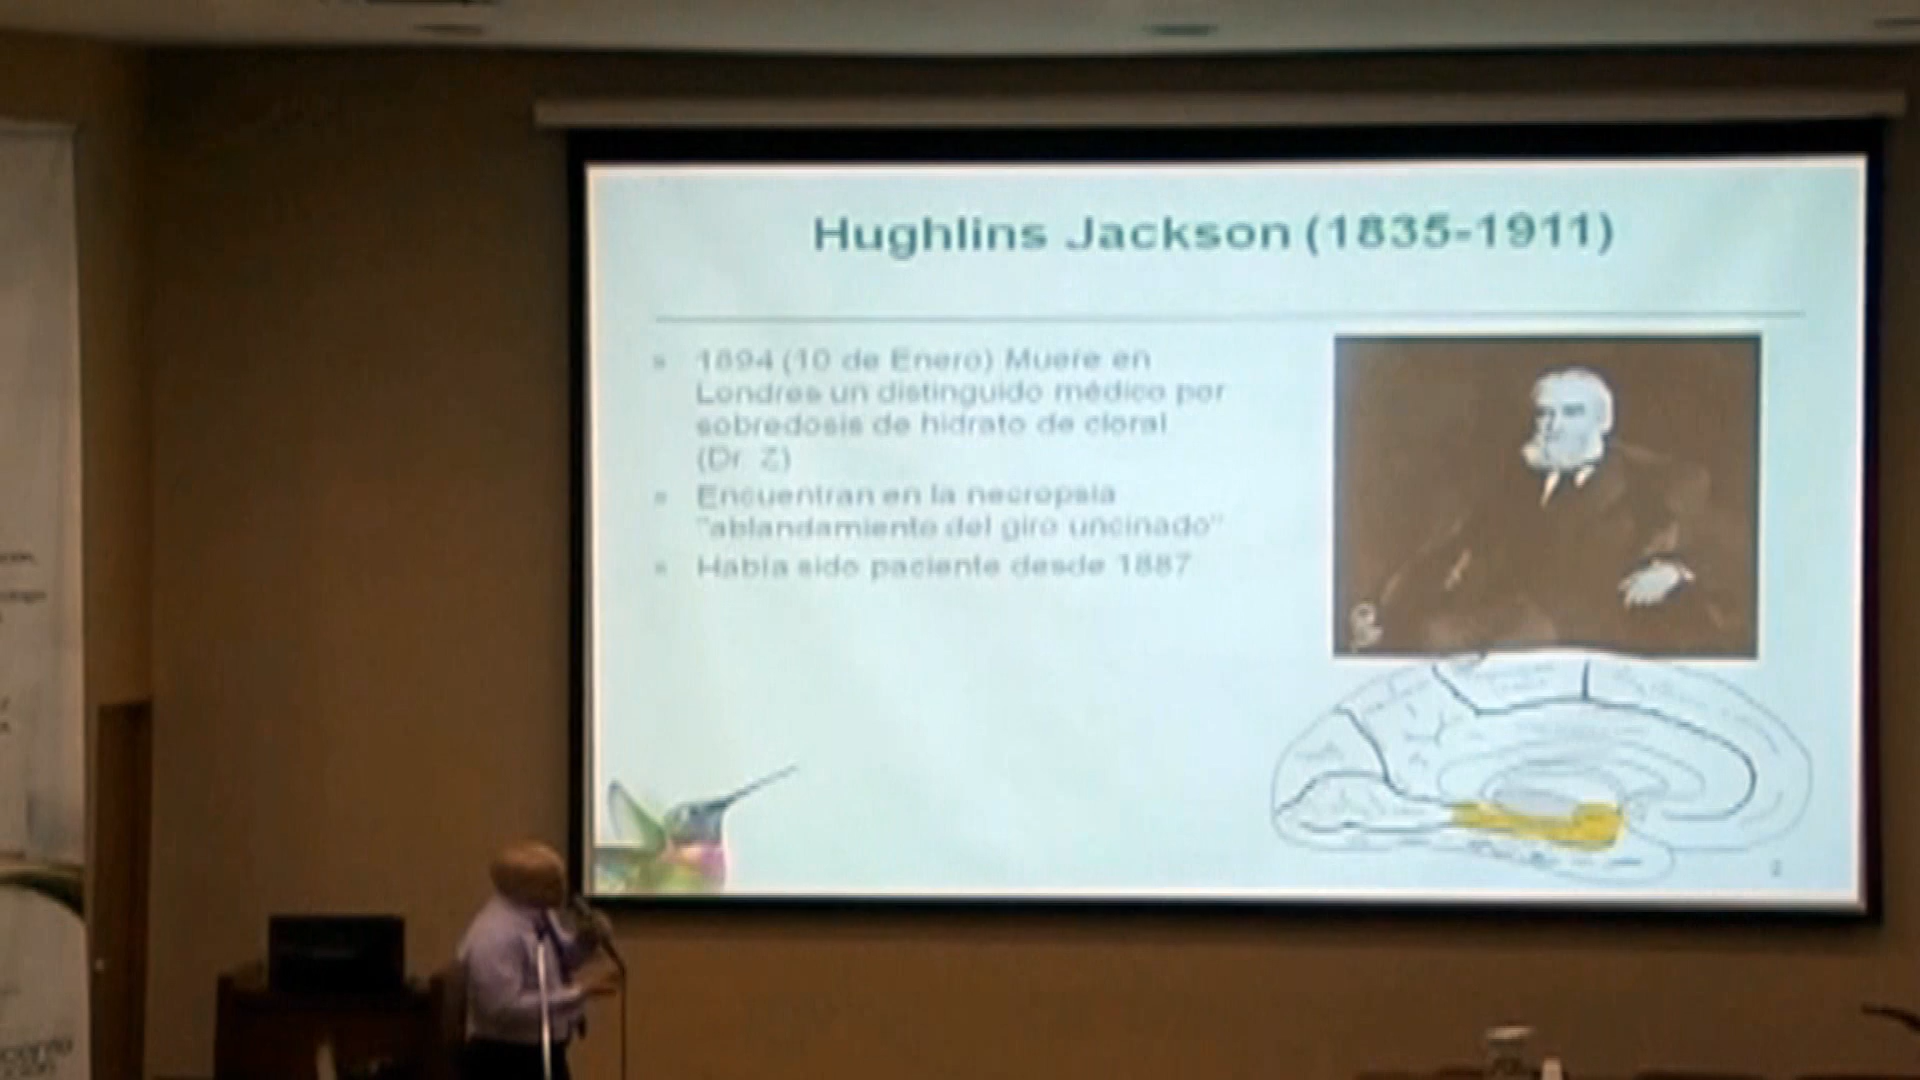 Hughlins Jackson (1835-1911)
1894 (10 de Enero) Muere en
Londres un distinguido médico por
sobredosis de hidrato de cloral
(Dr. Z)
Encuentran en la necropsia
"ablandamiento del giro uncinado"
Había sido paciente desde 1887
2